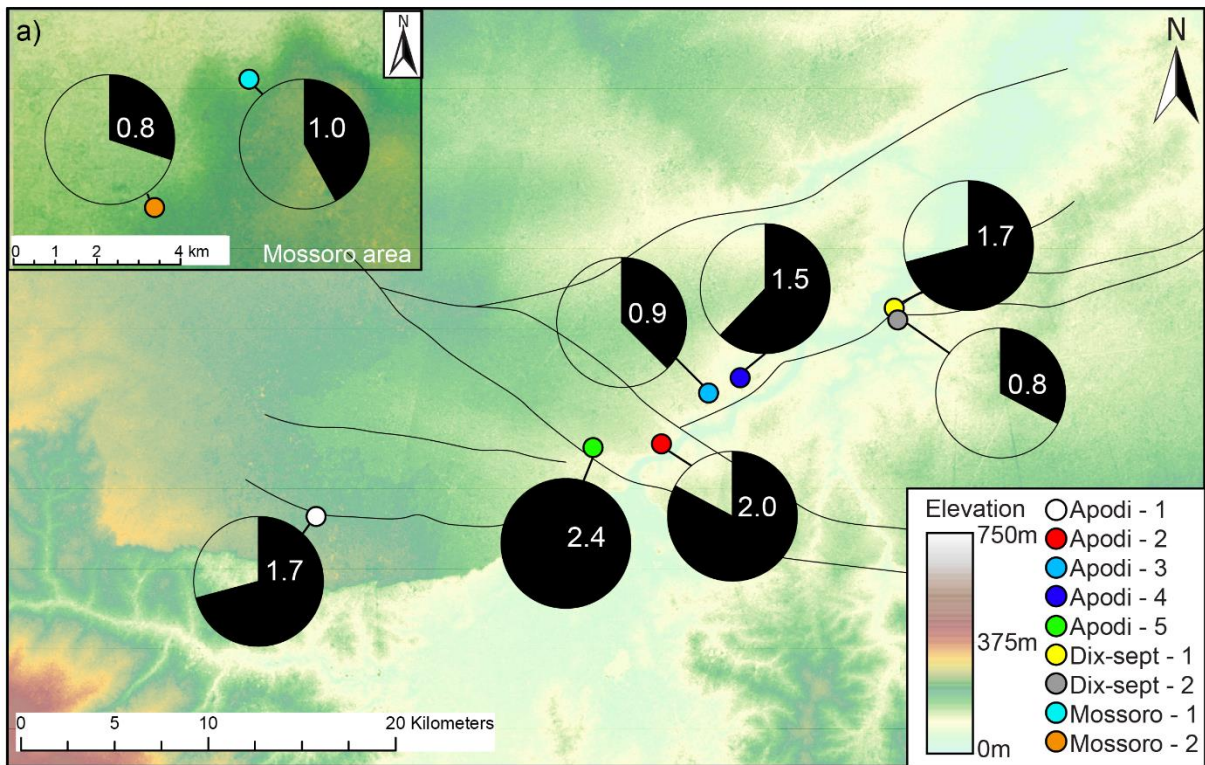 a)
N
N
0.8
1.0
0 1 2 4 km
Mossoro area
1.7
1.5
0.9
0.8
2.0
2.4
1.7
0 5 10 20 Kilometers
Elevation
750m
375m
0m
Apodi - 1
Apodi - 2
Apodi - 3
Apodi - 4
Apodi - 5
Dix-sept - 1
Dix-sept - 2
Mossoro - 1
Mossoro - 2